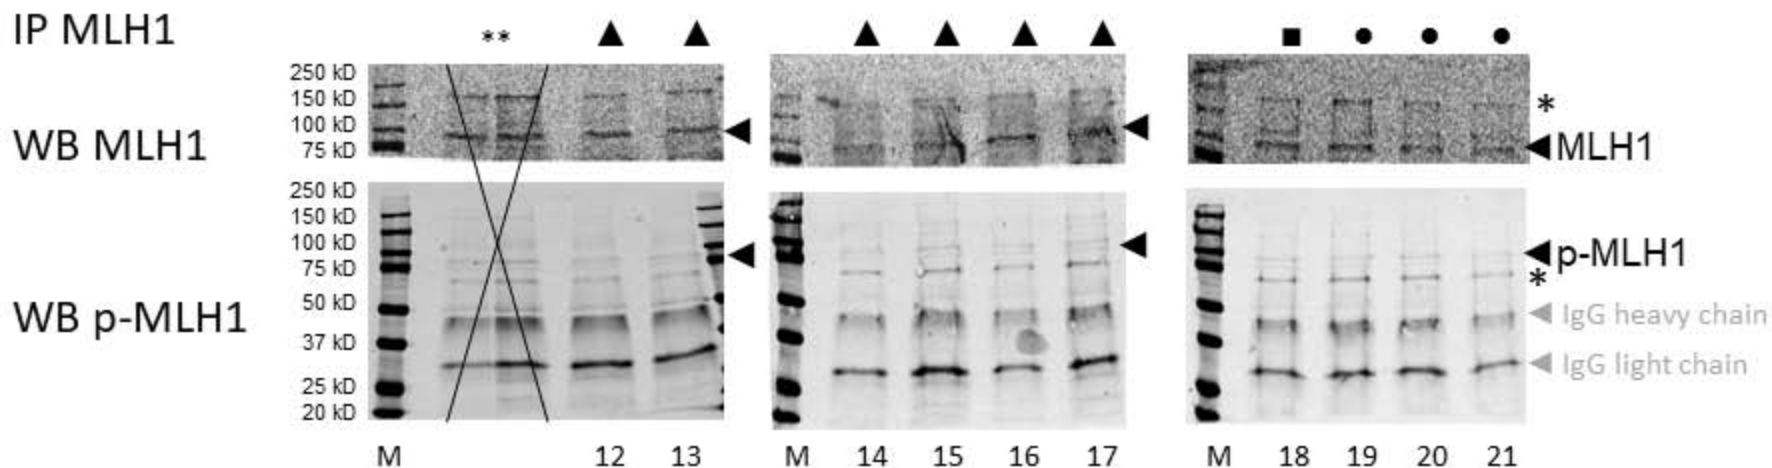 IP MLH1
**
250 kD
150 kD
100 kD
75 kD
WB MLH1
*
MLH1
250 kD
150 kD
100 kD
75 kD
50 kD
37 kD
25 kD
20 kD
WB p-MLH1
p-MLH1
*
IgG heavy chain
IgG light chain
M 12 13 M 14 15 16 17 M 18 19 20 21